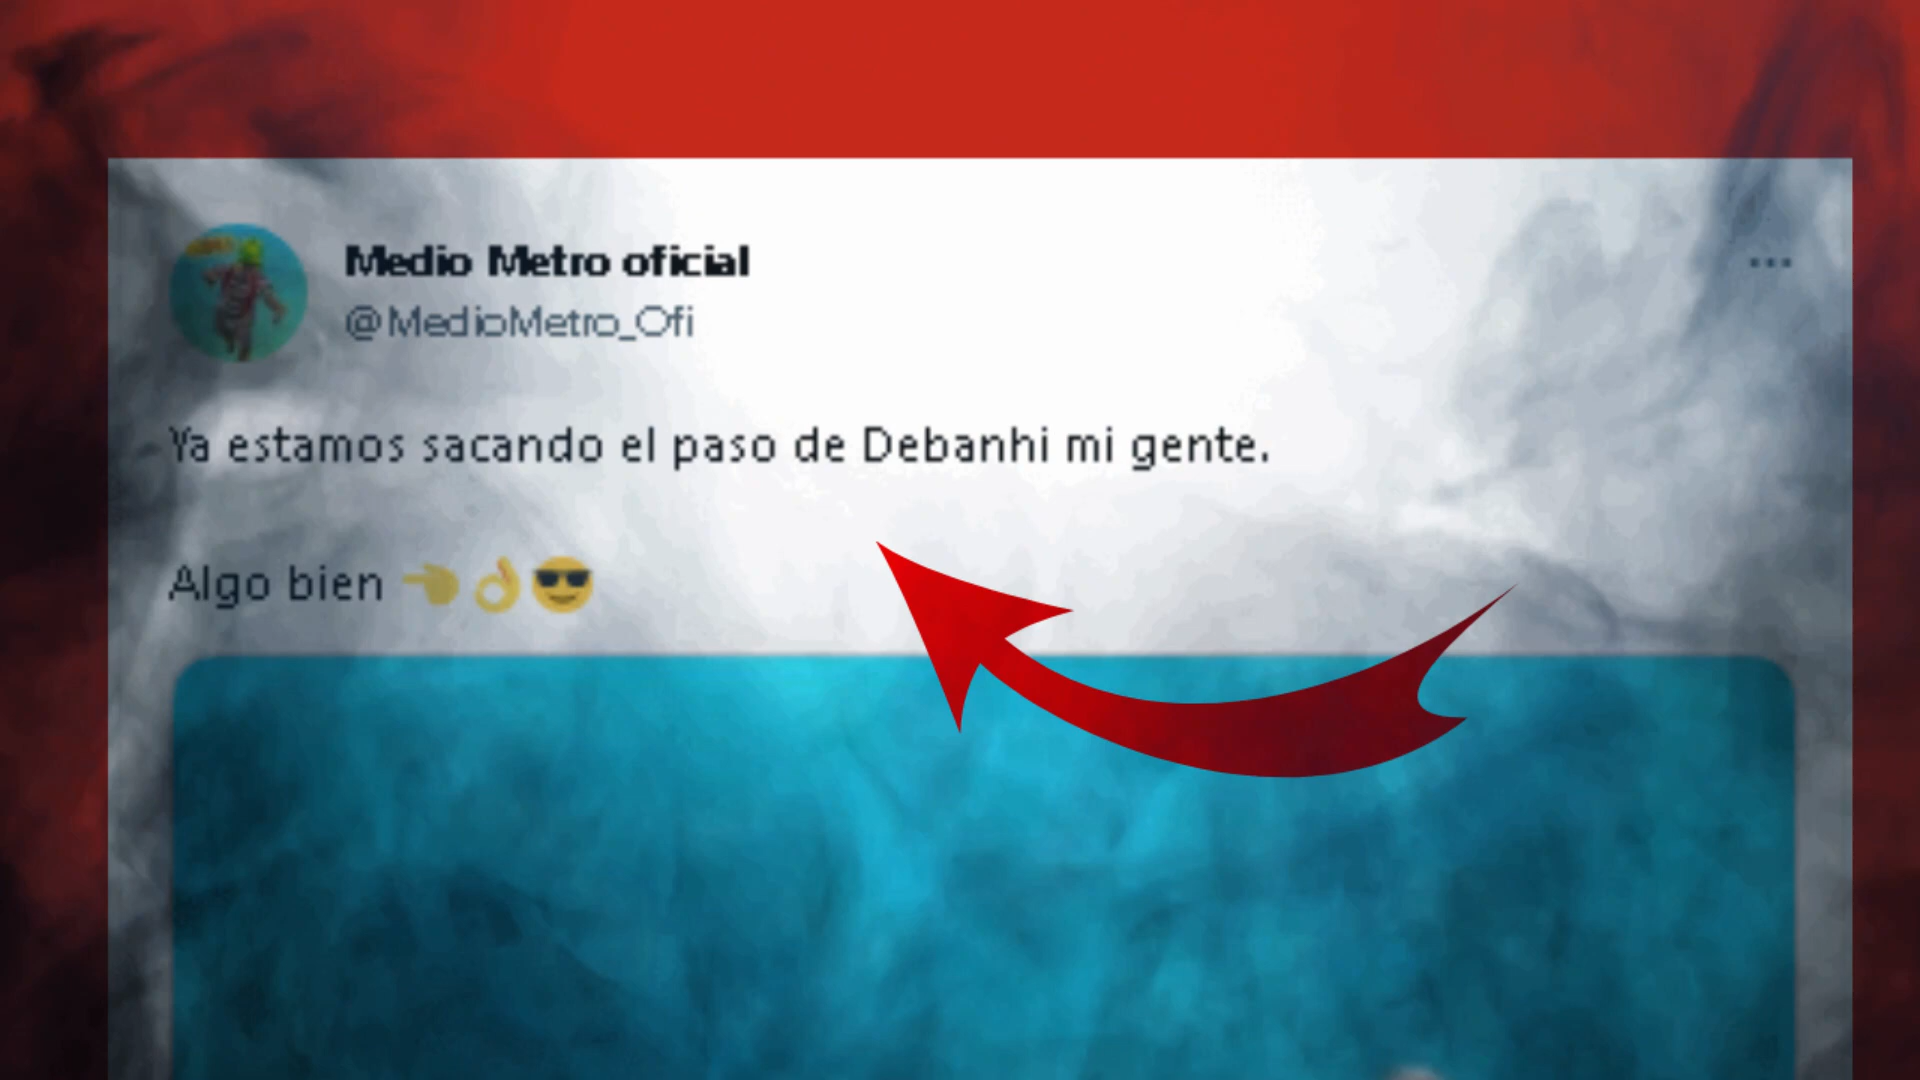 Medio Metro oficial
@MedioMetro_Ofi
Ya estamos sacando el paso de Debanhi mi gente.
Algo bien 👈👌😎